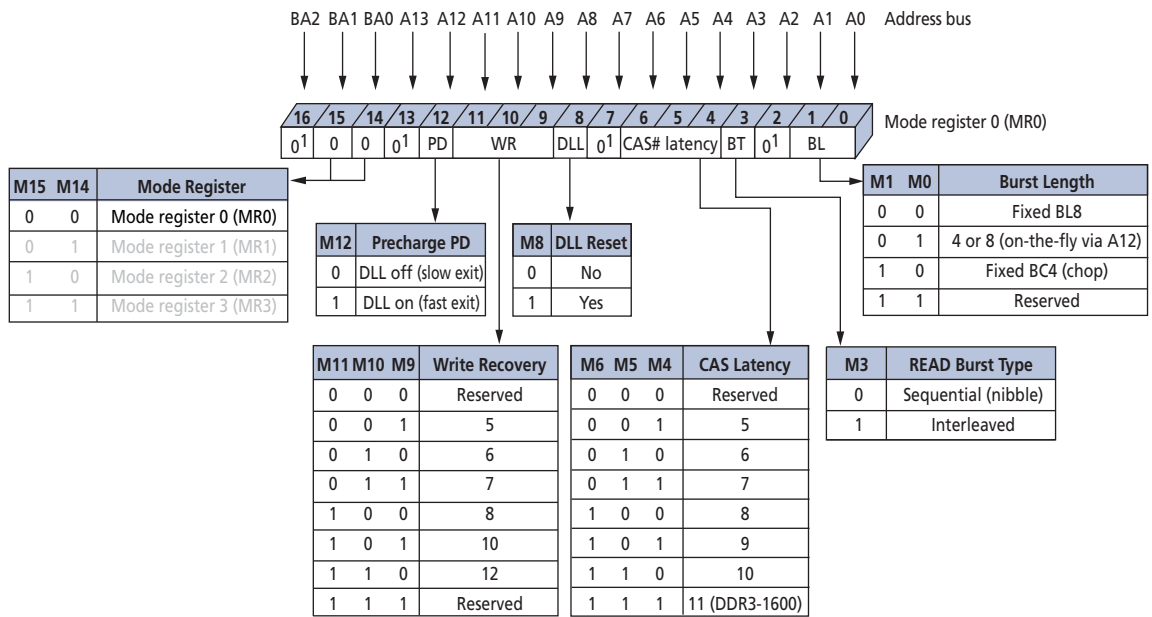 BA2 BA1 BA0 A13 A12 A11 A10 A9 A8 A7 A6 A5 A4 A3 A2 A1 A0 Address bus
16 15 14 13 12 11 10 9 8 7 6 5 4 3 2 1 0
Mode register 0 (MR0)
0¹ 0 0 0¹ PD WR DLL 0¹ CAS# latency BT 0¹ BL
M15 M14 Mode Register
0 0 Mode register 0 (MR0)
0 1 Mode register 1 (MR1)
1 0 Mode register 2 (MR2)
1 1 Mode register 3 (MR3)
M12 Precharge PD
0 DLL off (slow exit)
1 DLL on (fast exit)
M8 DLL Reset
0 No
1 Yes
M1 M0 Burst Length
0 0 Fixed BL8
0 1 4 or 8 (on-the-fly via A12)
1 0 Fixed BC4 (chop)
1 1 Reserved
M11 M10 M9 Write Recovery
0 0 0 Reserved
0 0 1 5
0 1 0 6
0 1 1 7
1 0 0 8
1 0 1 10
1 1 0 12
1 1 1 Reserved
M6 M5 M4 CAS Latency
0 0 0 Reserved
0 0 1 5
0 1 0 6
0 1 1 7
1 0 0 8
1 0 1 9
1 1 0 10
1 1 1 11 (DDR3-1600)
M3 READ Burst Type
0 Sequential (nibble)
1 Interleaved